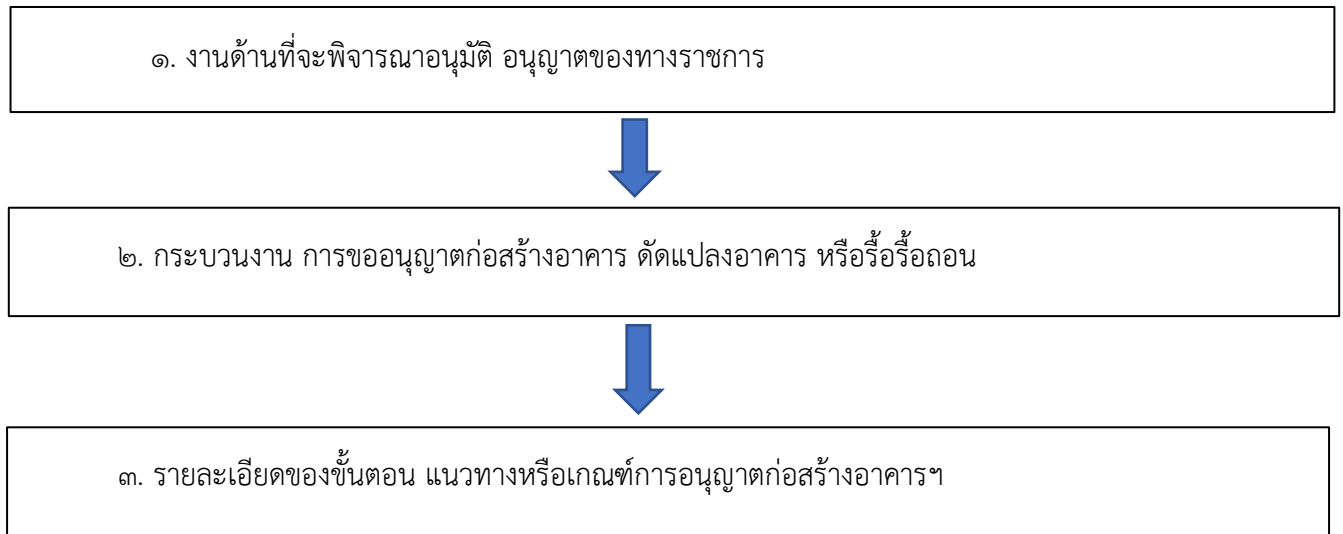 ๑. งานด้านที่จะพิจารณาอนุมัติ อนุญาตของทางราชการ
๒. กระบวนงาน การขออนุญาตก่อสร้างอาคาร ดัดแปลงอาคาร หรือรื้อรื้อถอน
๓. รายละเอียดของขั้นตอน แนวทางหรือเกณฑ์การอนุญาตก่อสร้างอาคารฯ